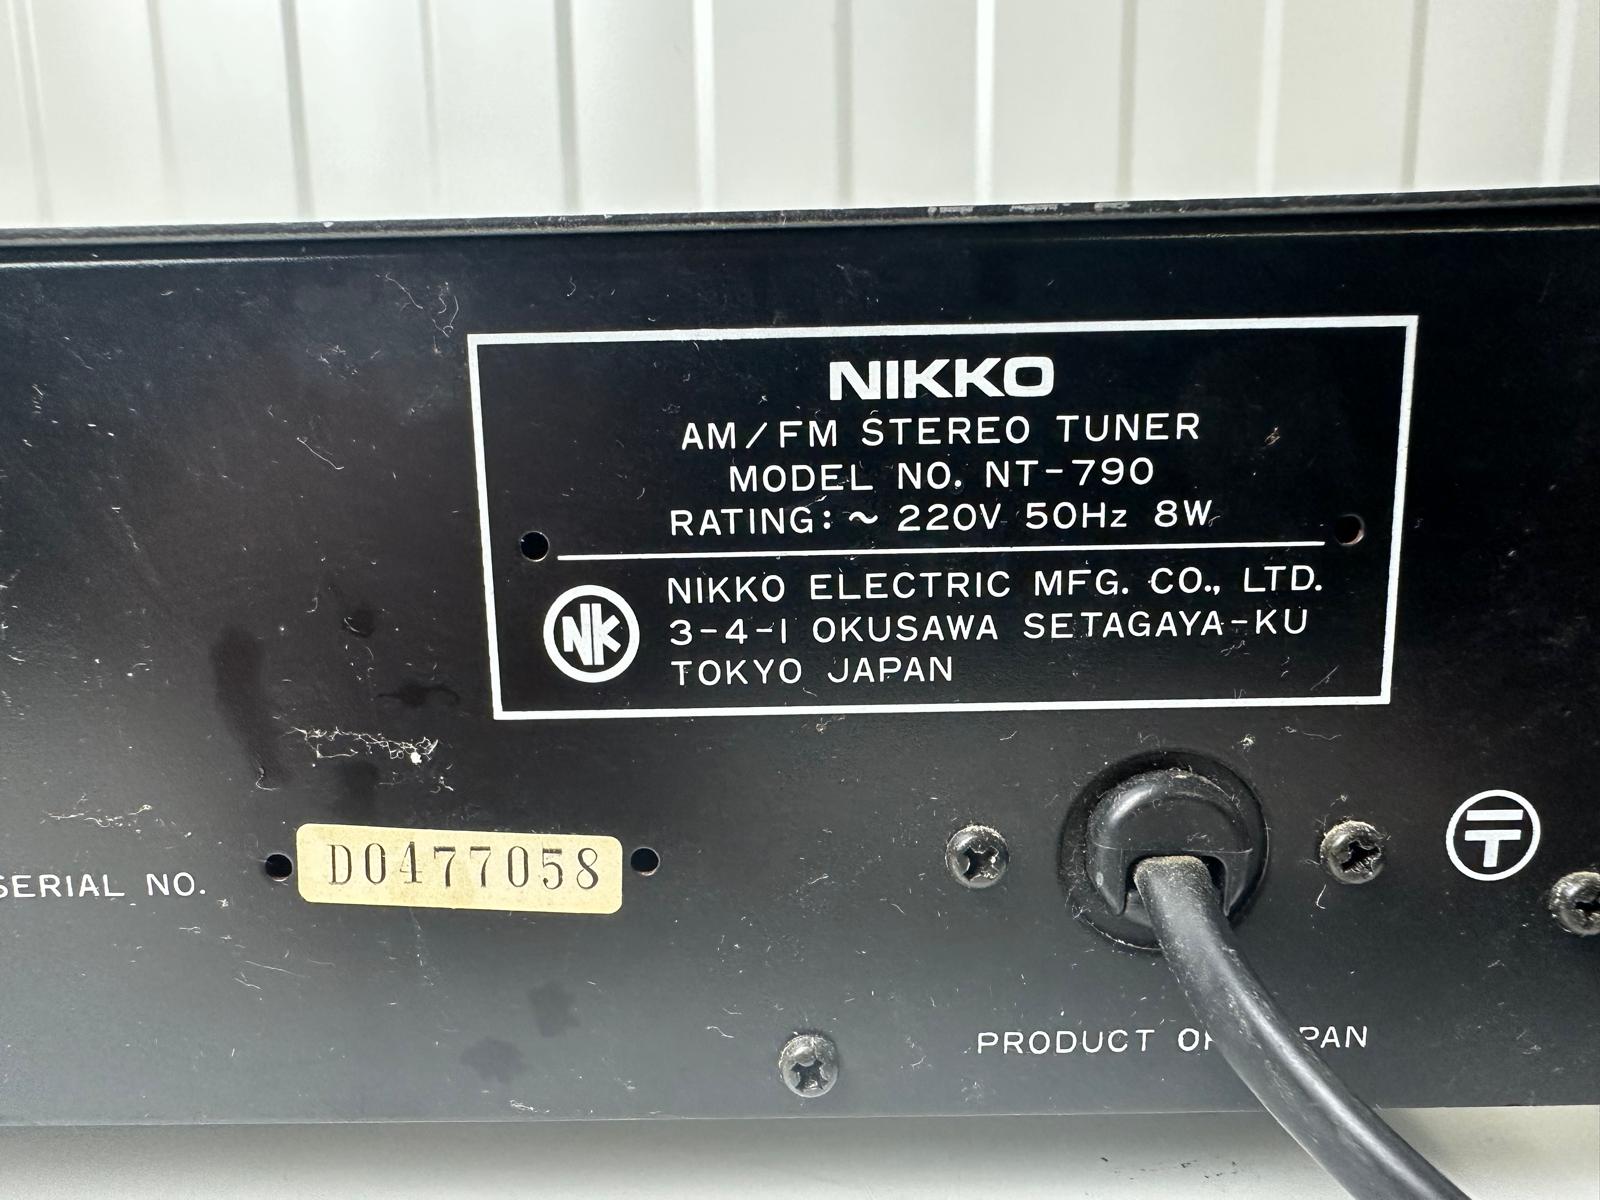 NIKKO
AM/FM STEREO TUNER
MODEL NO. NT-790
RATING: ~ 220V 50Hz 8W
NK
NIKKO ELECTRIC MFG. CO., LTD.
3-4-1 OKUSAWA SETAGAYA-KU
TOKYO JAPAN
SERIAL NO. D0477058
PRODUCT